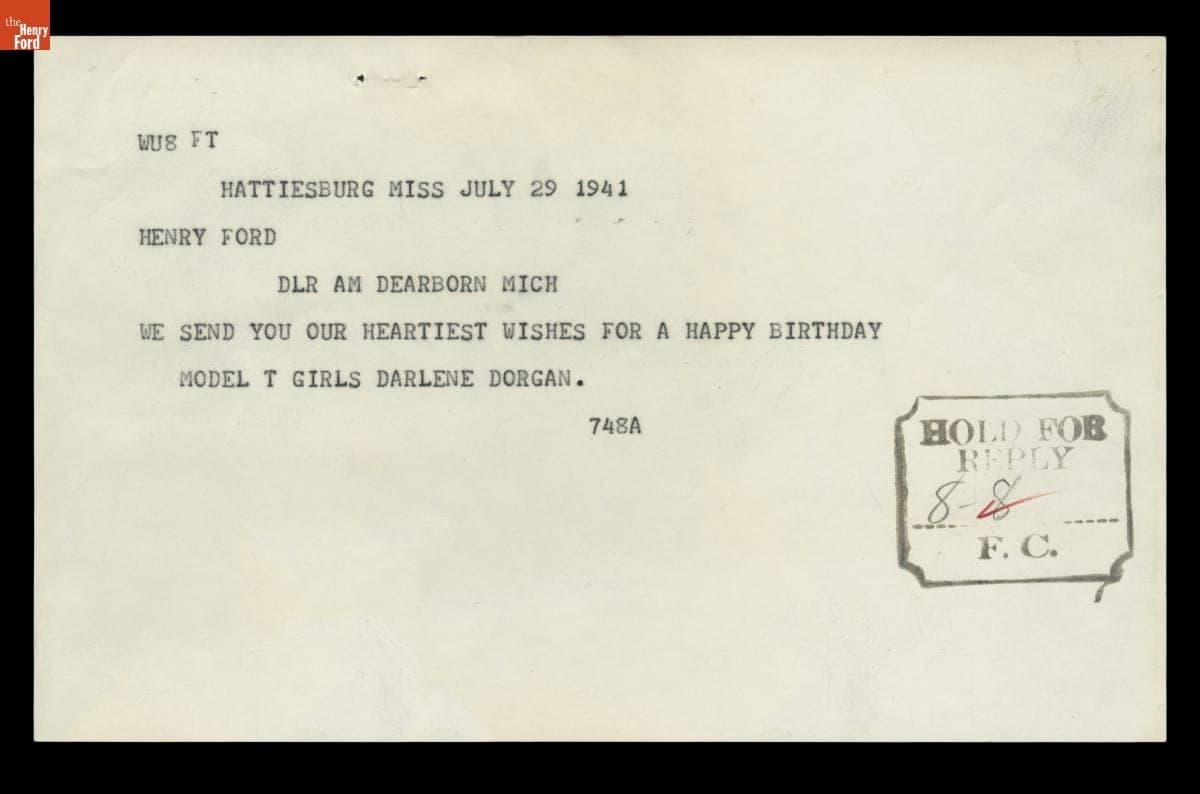 the
Henry
Ford
WU8 FT
HATTIESBURG MISS JULY 29 1941
HENRY FORD
DLR AM DEARBORN MICH
WE SEND YOU OUR HEARTIEST WISHES FOR A HAPPY BIRTHDAY
MODEL T GIRLS DARLENE DORGAN.
748A
HOLD FOR
REPLY
8-8
F. C.